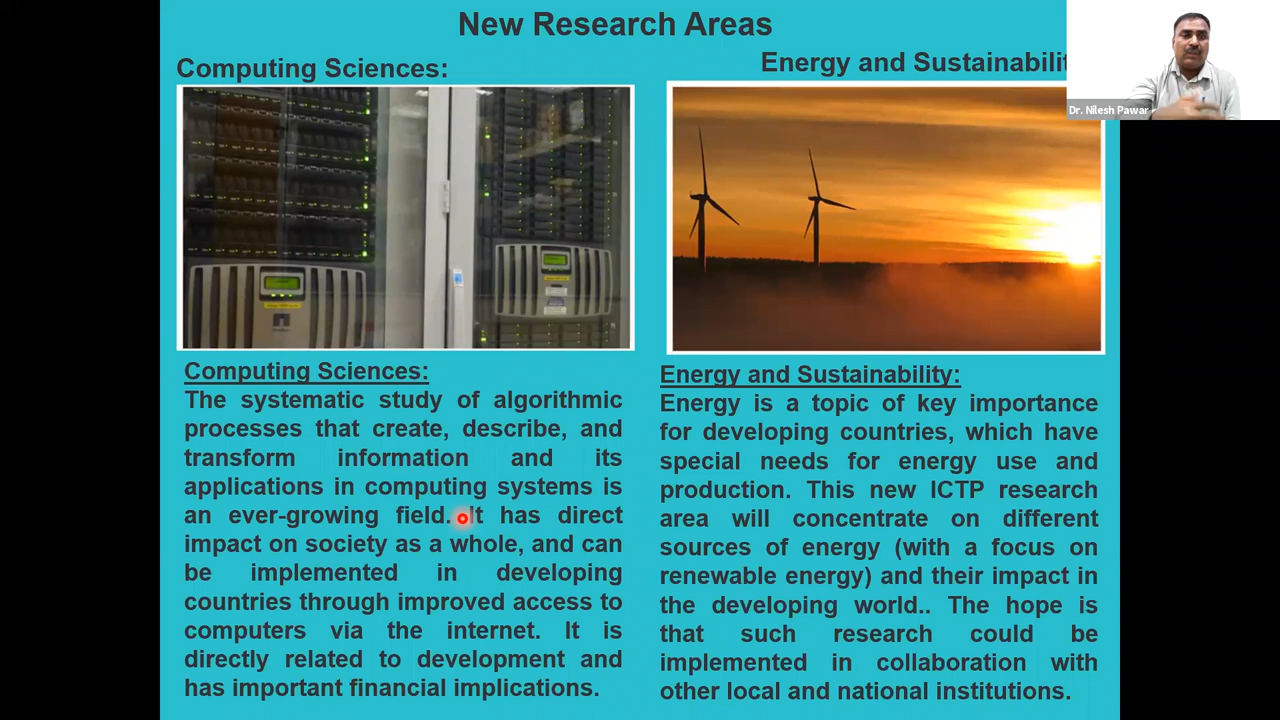 New Research Areas
Computing Sciences:
Energy and Sustainabilit
Dr. Nilesh Pawar
Computing Sciences:
The systematic study of algorithmic
processes that create, describe, and
transform information and its
applications in computing systems is
an ever-growing field. It has direct
impact on society as a whole, and can
be implemented in developing
countries through improved access to
computers via the internet. It is
directly related to development and
has important financial implications.
Energy and Sustainability:
Energy is a topic of key importance
for developing countries, which have
special needs for energy use and
production. This new ICTP research
area will concentrate on different
sources of energy (with a focus on
renewable energy) and their impact in
the developing world.. The hope is
that such research could be
implemented in collaboration with
other local and national institutions.